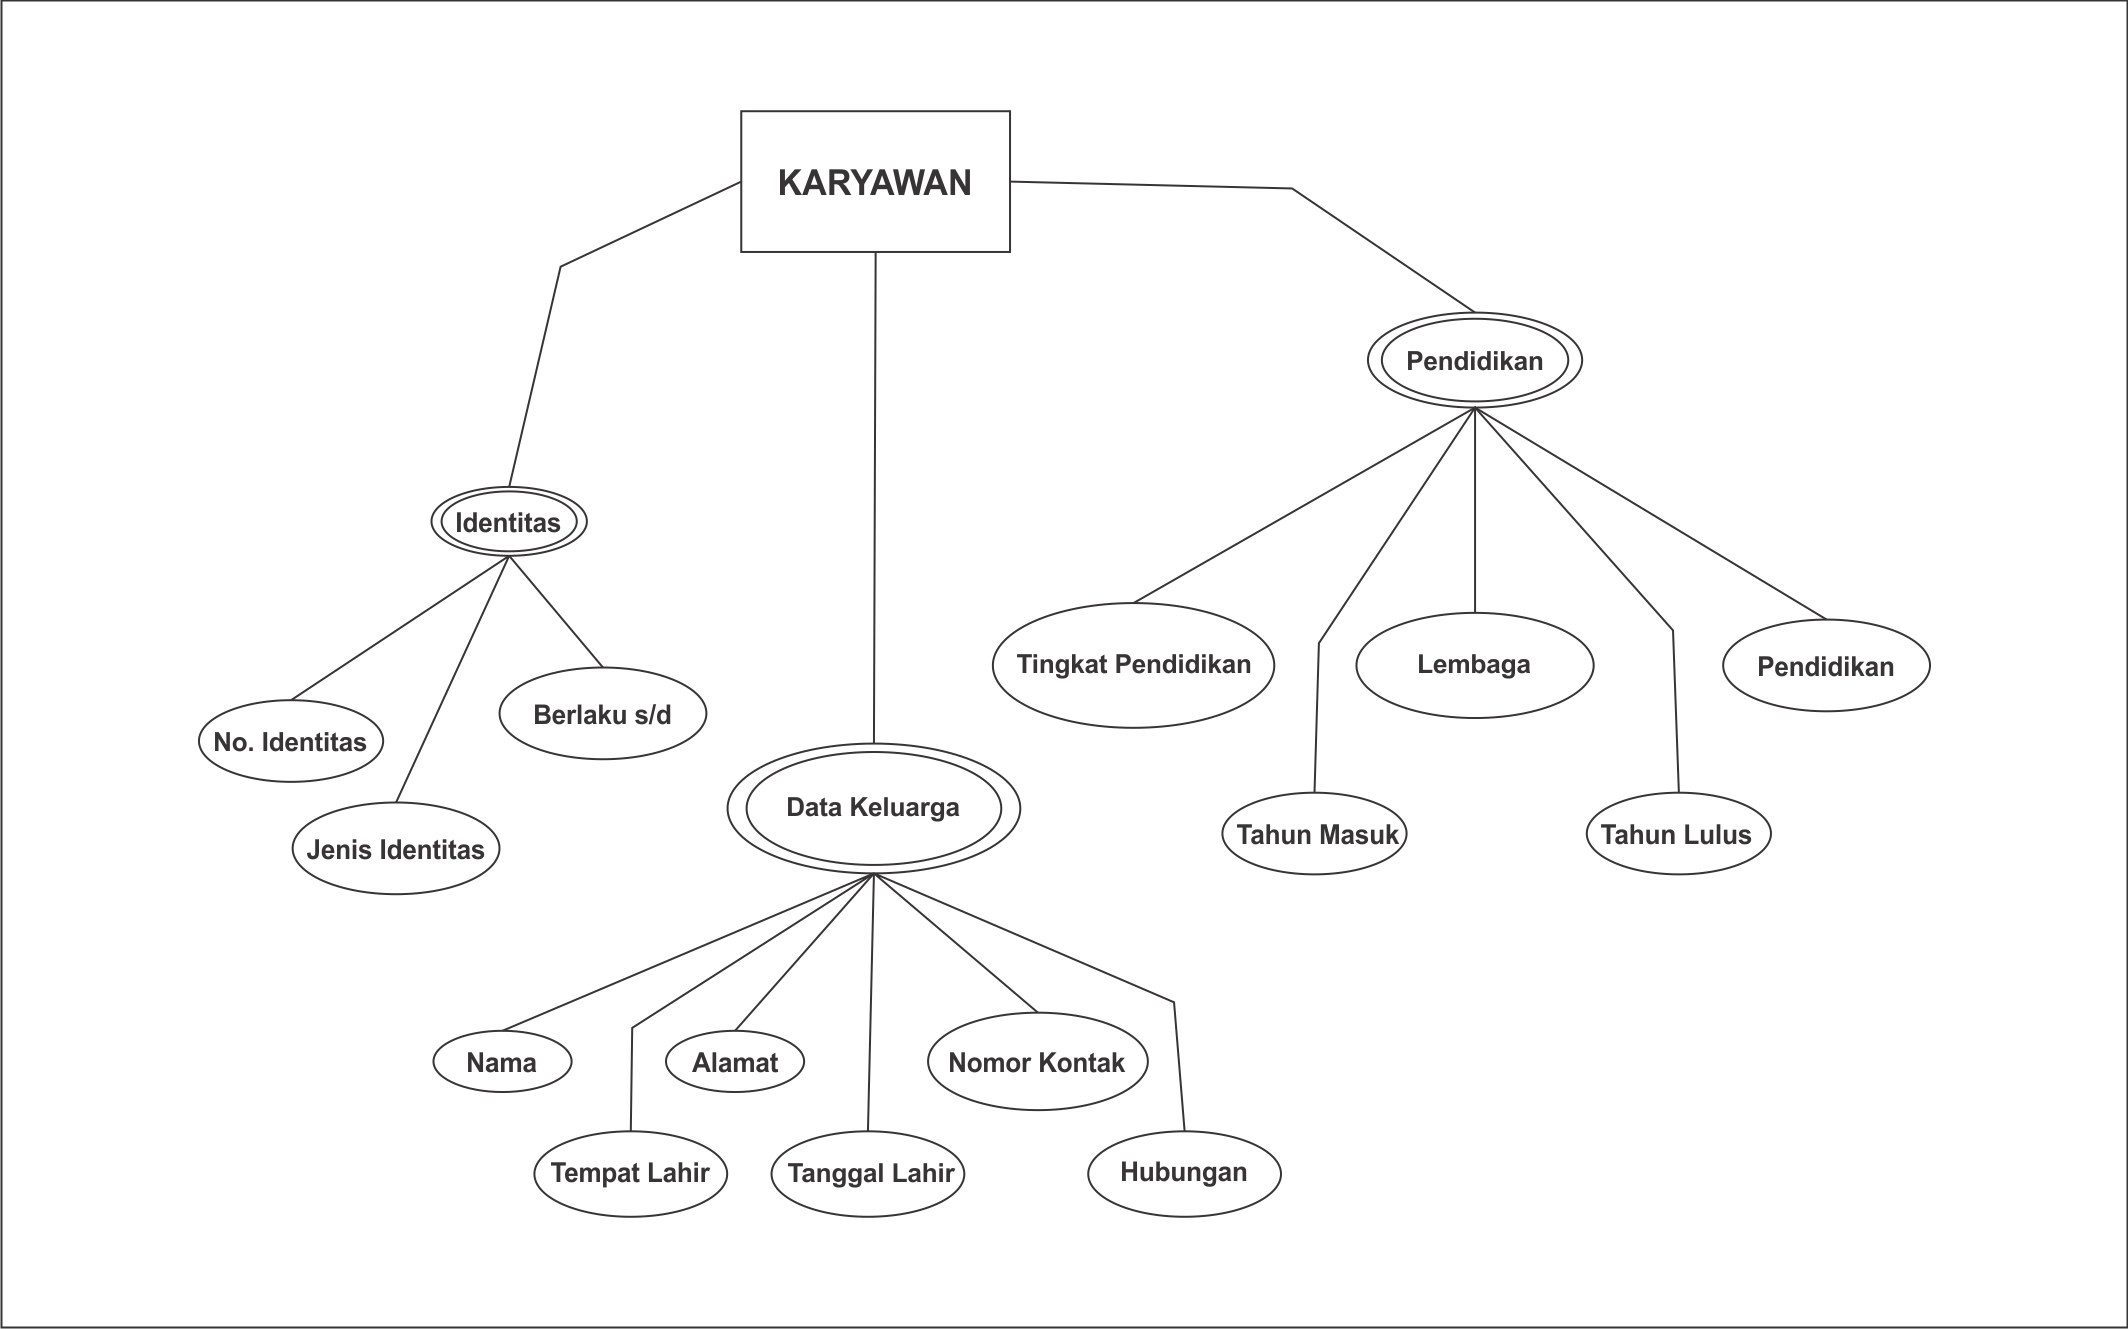 KARYAWAN
Pendidikan
Identitas
Tingkat Pendidikan
Lembaga
Pendidikan
No. Identitas
Berlaku s/d
Jenis Identitas
Data Keluarga
Tahun Masuk
Tahun Lulus
Nama
Alamat
Nomor Kontak
Tempat Lahir
Tanggal Lahir
Hubungan